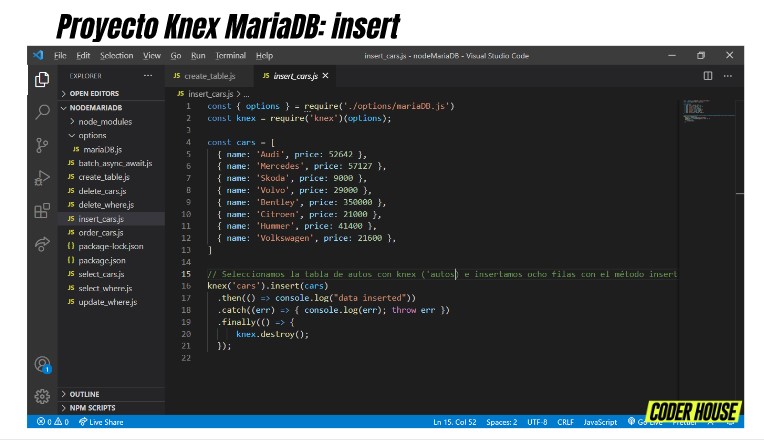 Proyecto Knex MariaDB: insert
File Edit Selection View Go Run Terminal Help
insert_cars.js - nodeMariaDB - Visual Studio Code
EXPLORER
OPEN EDITORS
NODEMARIADB
node_modules
options
JS mariaDB.js
JS batch_async_await.js
JS create_table.js
JS delete_cars.js
JS delete_where.js
JS insert_cars.js
JS order_cars.js
{} package-lock.json
{} package.json
JS select_cars.js
JS select_where.js
JS update_where.js
OUTLINE
NPM SCRIPTS
JS create_table.js JS insert_cars.js
JS insert_cars.js > ...
1 const { options } = require('./options/mariaDB.js')
2 const knex = require('knex')(options);
3
4 const cars = [
5 { name: 'Audi', price: 52642 },
6 { name: 'Mercedes', price: 57127 },
7 { name: 'Skoda', price: 9000 },
8 { name: 'Volvo', price: 29000 },
9 { name: 'Bentley', price: 350000 },
10 { name: 'Citroen', price: 21000 },
11 { name: 'Hummer', price: 41400 },
12 { name: 'Volkswagen', price: 21600 },
13 ]
14
15 // Seleccionamos la tabla de autos con knex ('autos) e insertamos ocho filas con el método insert
16 knex('cars').insert(cars)
17 .then(() => console.log("data inserted"))
18 .catch((err) => { console.log(err); throw err })
19 .finally(() => {
20 knex.destroy();
21 });
22
1
0 0 Live Share
Ln 15, Col 52 Spaces: 2 UTF-8 CRLF JavaScript Go Live
CODER HOUSE